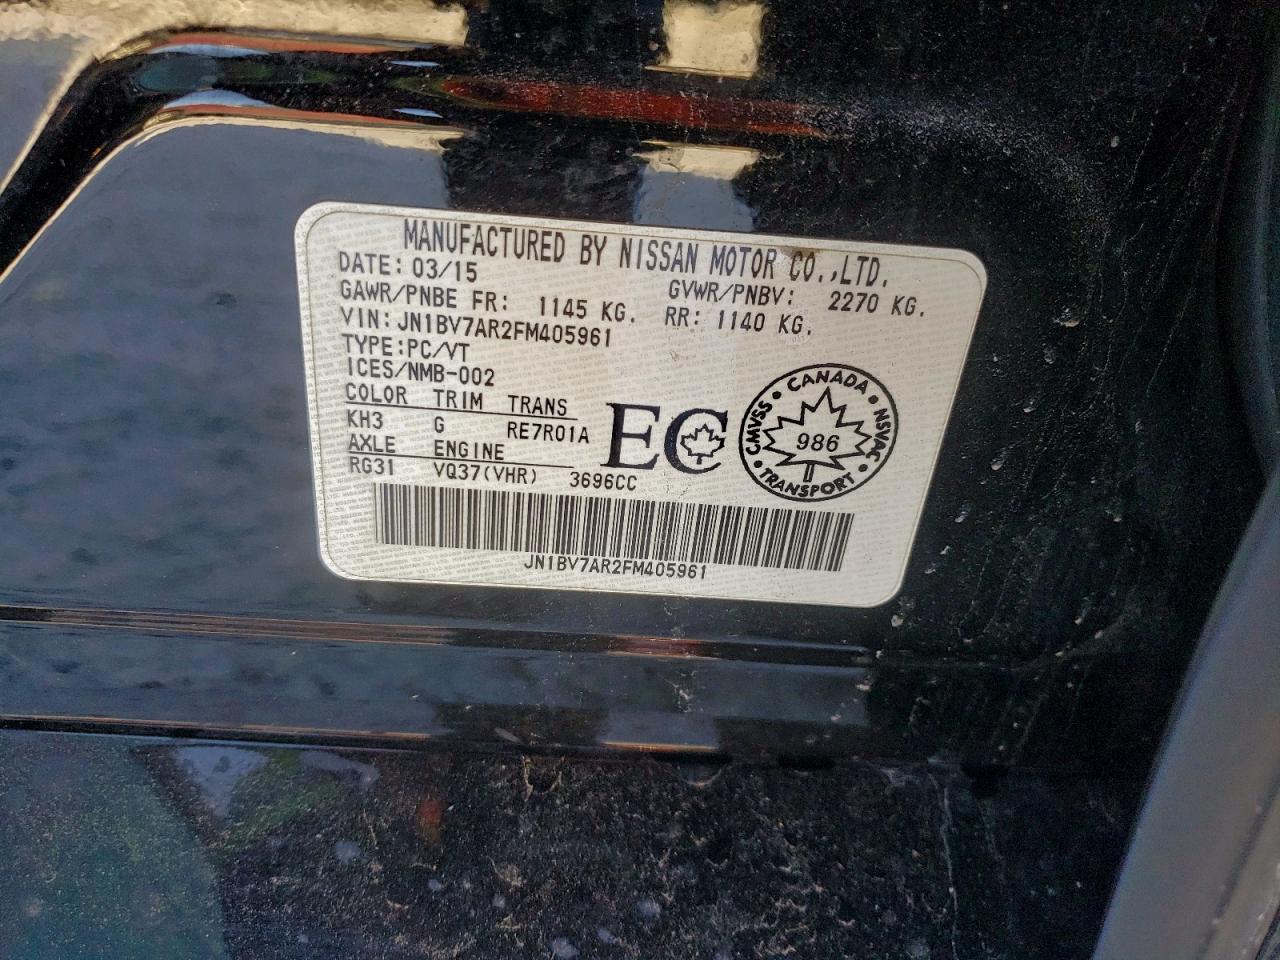 MANUFACTURED BY NISSAN MOTOR CO.,LTD.
DATE: 03/15 GVWR/PNBV: 2270 KG.
GAWR/PNBE FR: 1145 KG. RR: 1140 KG.
VIN: JN1BV7AR2FM405961
TYPE:PC/VT
ICES/NMB-002
COLOR TRIM TRANS
KH3 G RE7R01A
AXLE ENGINE
RG31 VQ37(VHR) 3696CC
EC
CANADA
CMVSS 986 NSVAC
TRANSPORT
JN1BV7AR2FM405961